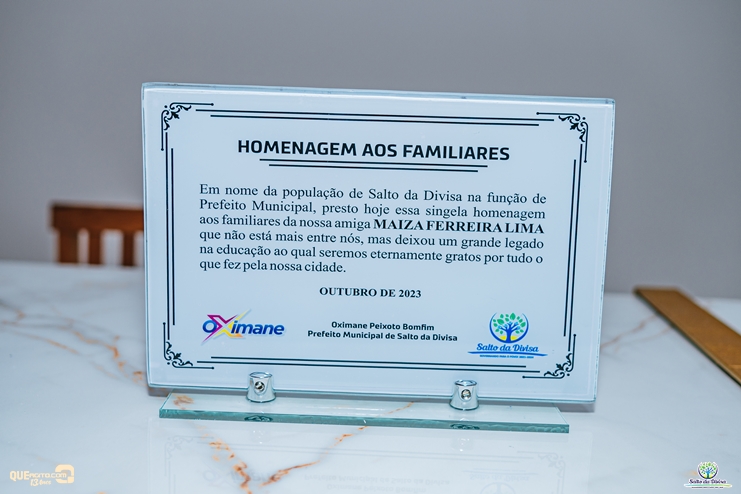 HOMENAGEM AOS FAMILIARES
Em nome da população de Salto da Divisa na função de
Prefeito Municipal, presto hoje essa singela homenagem
aos familiares da nossa amiga MAIZA FERREIRA LIMA
que não está mais entre nós, mas deixou um grande legado
na educação ao qual seremos eternamente gratos por tudo o
que fez pela nossa cidade.
OUTUBRO DE 2023
OXimane
Oximane Peixoto Bomfim
Prefeito Municipal de Salto da Divisa
Salto da Divisa
Salto da Divisa